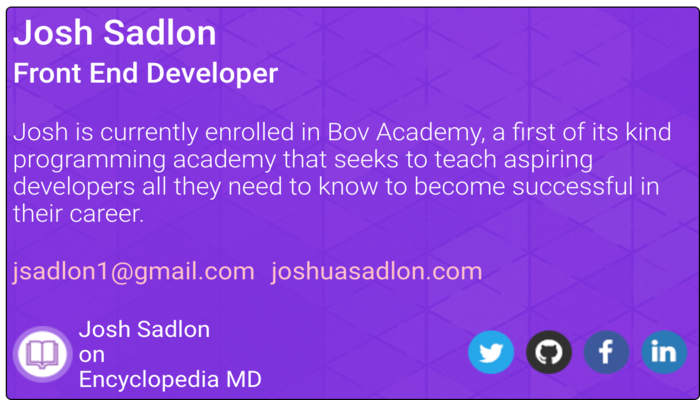 Josh Sadlon
Front End Developer
Josh is currently enrolled in Bov Academy, a first of its kind
programming academy that seeks to teach aspiring
developers all they need to know to become successful in
their career.
jsadlon1@gmail.com joshuasadlon.com
Josh Sadlon
on
Encyclopedia MD
f
in